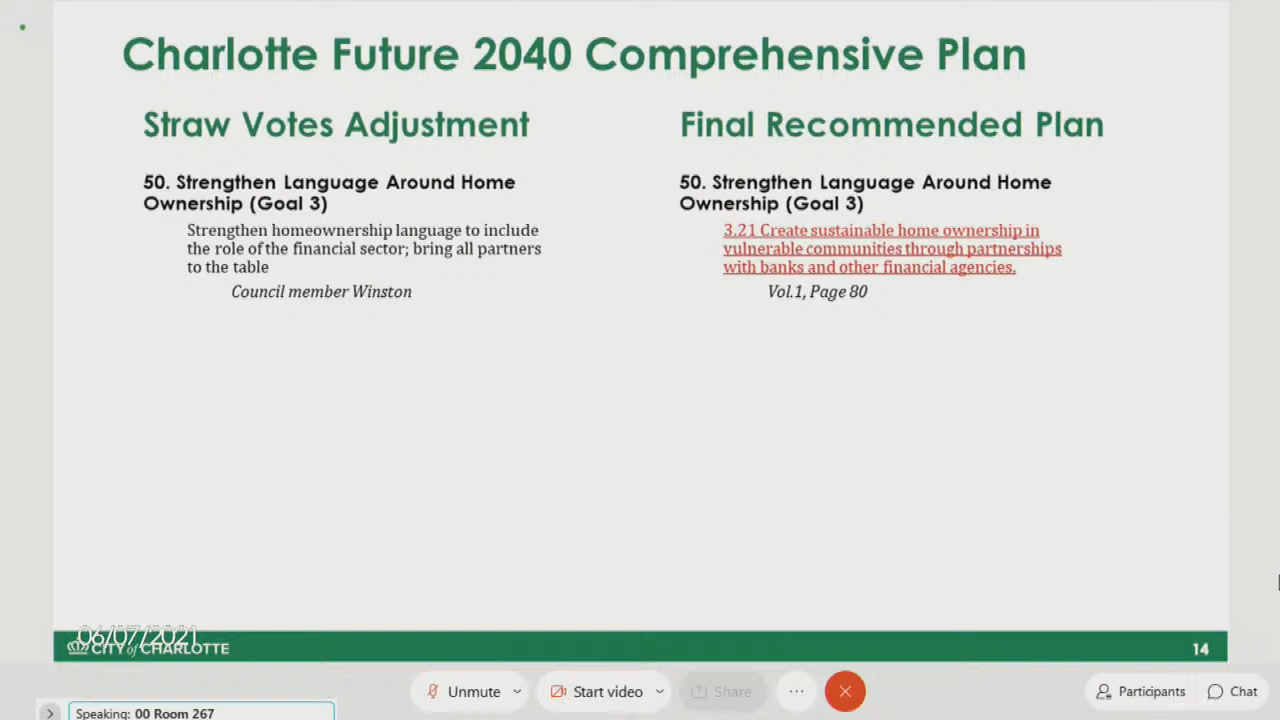 Charlotte Future 2040 Comprehensive Plan
Straw Votes Adjustment
50. Strengthen Language Around Home
Ownership (Goal 3)
Strengthen homeownership language to include
the role of the financial sector; bring all partners
to the table
Council member Winston
Final Recommended Plan
50. Strengthen Language Around Home
Ownership (Goal 3)
3.21 Create sustainable home ownership in
vulnerable communities through partnerships
with banks and other financial agencies.
Vol.1, Page 80
06/07/2021
CITY of CHARLOTTE
14
Unmute
Start video
Share
Participants
Chat
Speaking: 00 Room 267